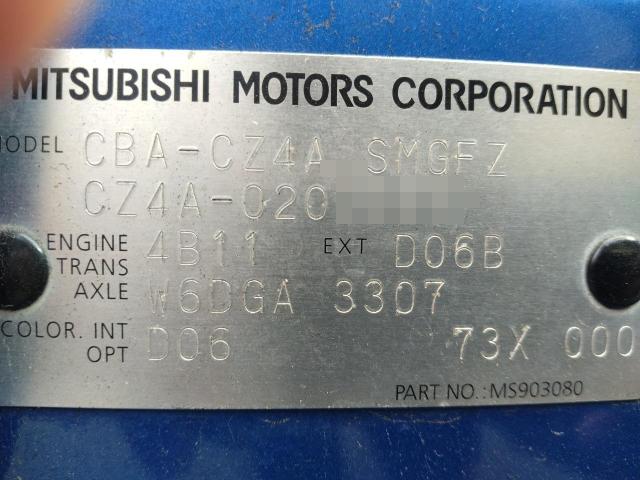 MITSUBISHI MOTORS CORPORATION
MODEL CBA-CZ4A SMGFZ
CZ4A-020
ENGINE 4B11 EXT D06B
TRANS
AXLE W6DGA 3307
COLOR. INT D06 73X 000
OPT
PART NO.:MS903080